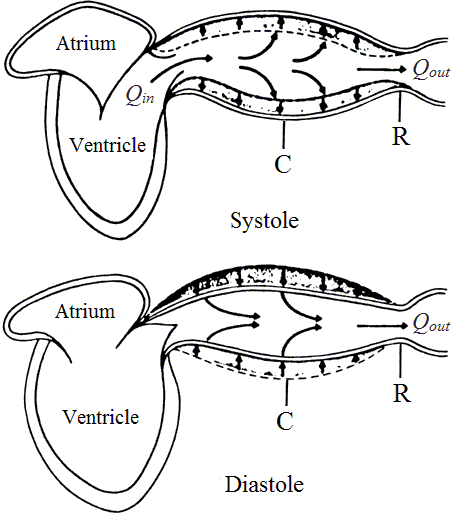 Atrium
Q_in
Q_out
Ventricle
C
R
Systole
Atrium
Q_out
Ventricle
C
R
Diastole